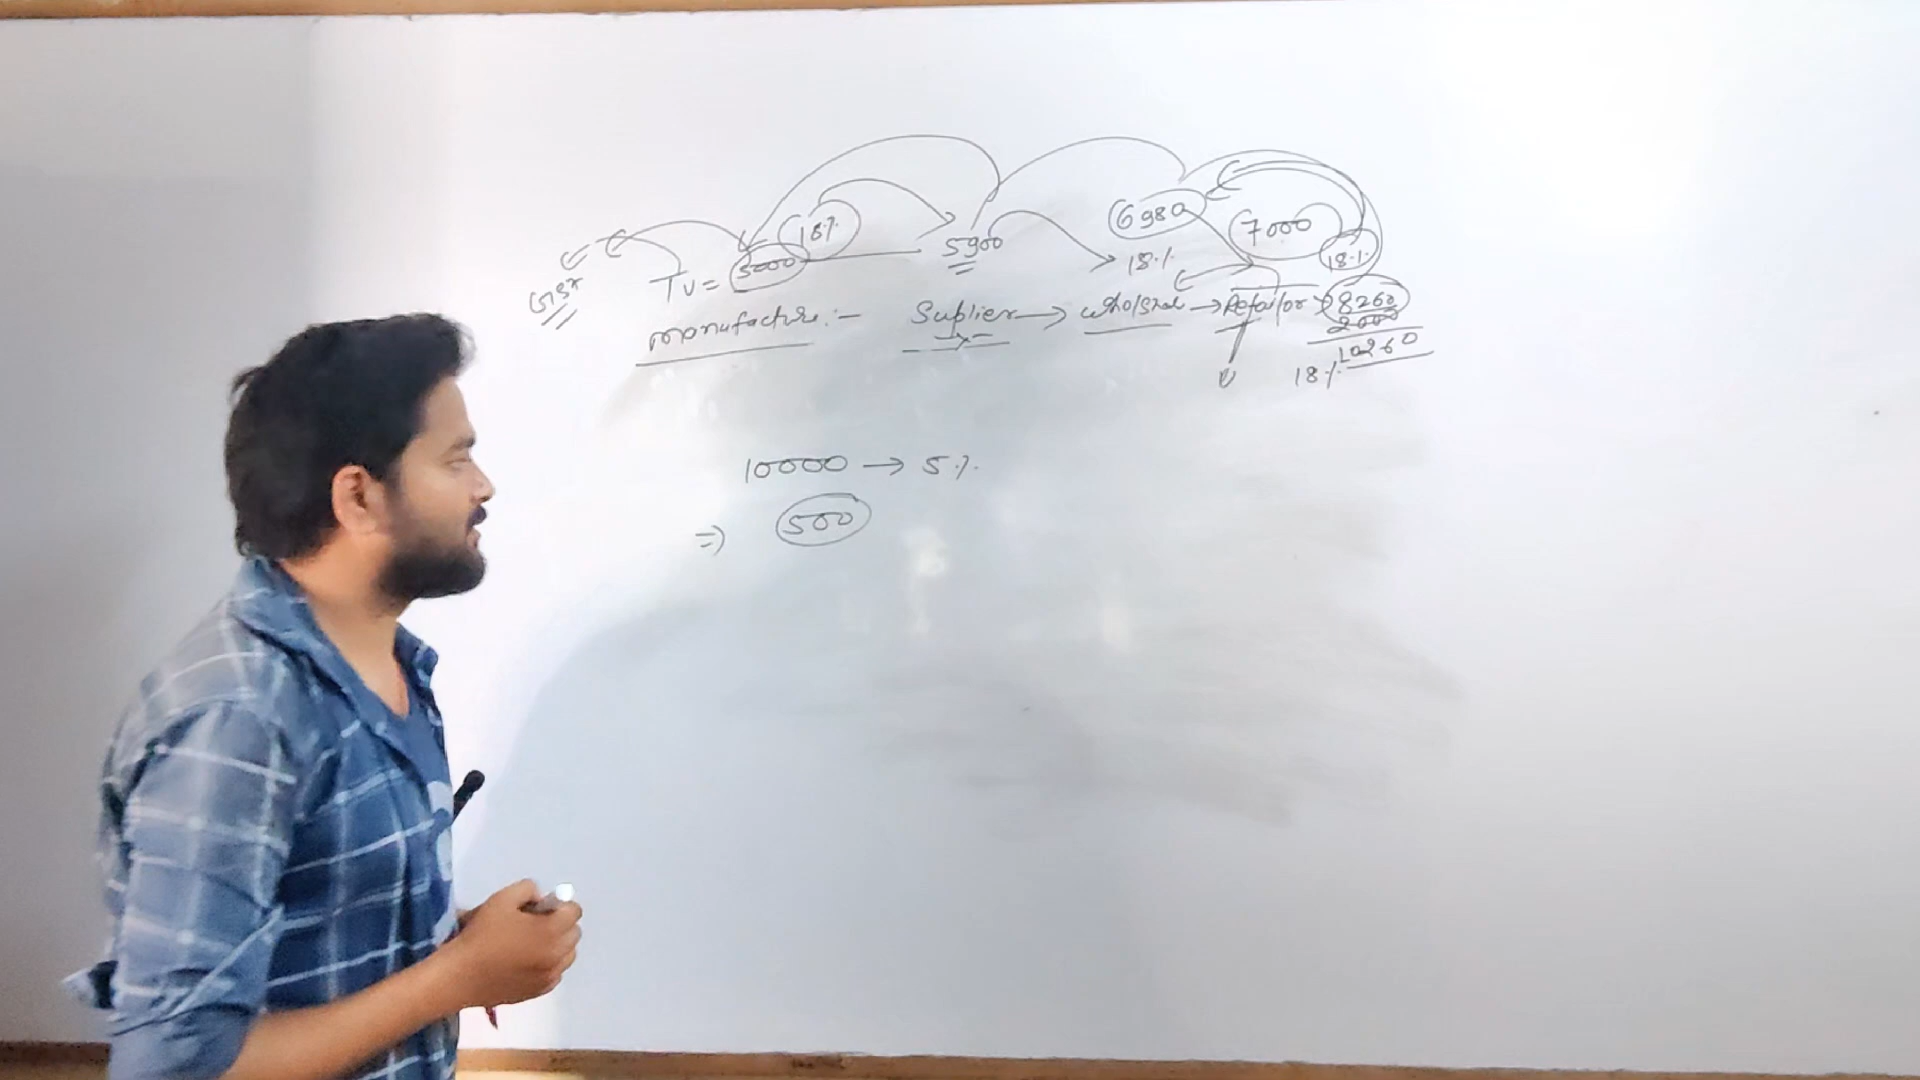 18%
6980
7000
Tv = 5000
5900
18%
18%
GST
manufacture :- Suplier → → Retailor → 8260
2000
10260
18%
10000 → 5%
⇒ 500